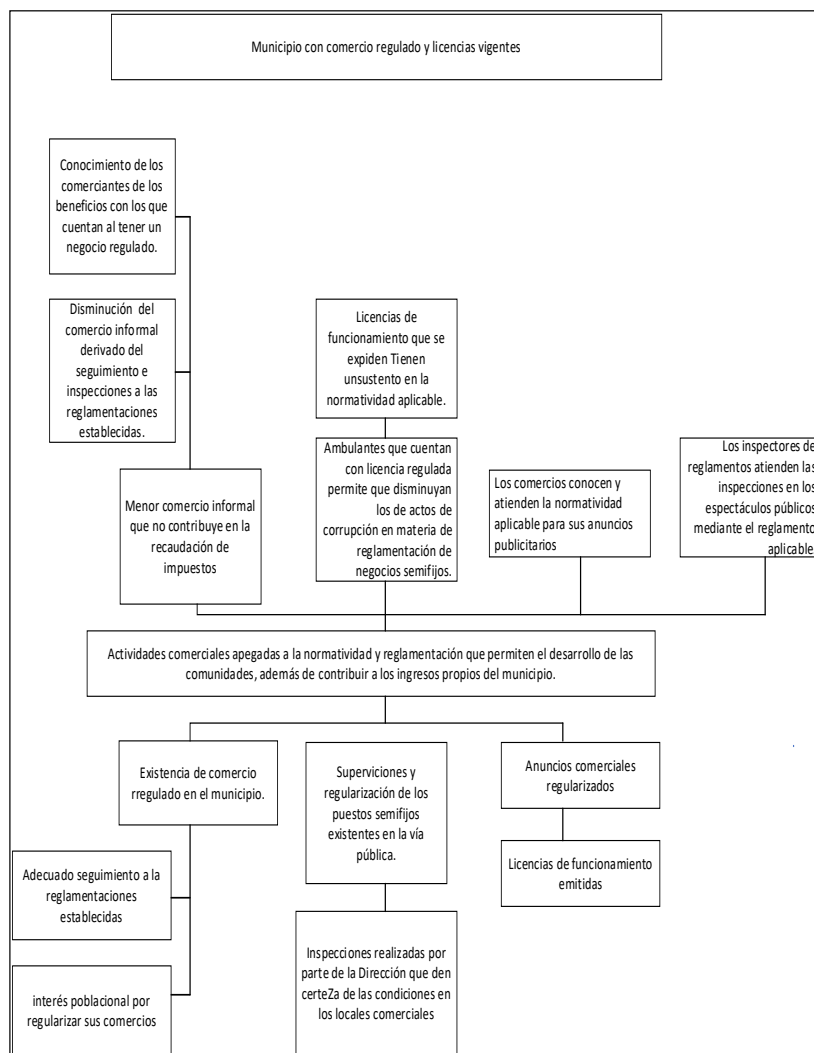 Municipio con comercio regulado y licencias vigentes
Conocimiento de los
comerciantes de los
beneficios con los que
cuentan al tener un
negocio regulado.
Disminución del
comercio informal
derivado del
seguimiento e
inspecciones a las
reglamentaciones
establecidas.
Licencias de
funcionamiento que se
expiden Tienen
unsustento en la
normatividad aplicable.
Menor comercio informal
que no contribuye en la
recaudación de
impuestos
Ambulantes que cuentan
con licencia regulada
permite que disminuyan
los de actos de
corrupción en materia de
reglamentación de
negocios semifijos.
Los comercios conocen y
atienden la normatividad
aplicable para sus anuncios
publicitarios
Los inspectores de
reglamentos atienden las
inspecciones en los
espectáculos públicos
mediante el reglamento
aplicable
Actividades comerciales apegadas a la normatividad y reglamentación que permiten el desarrollo de las
comunidades, además de contribuir a los ingresos propios del municipio.
Existencia de comercio
rregulado en el municipio.
Superviciones y
regularización de los
puestos semifijos
existentes en la vía
pública.
Anuncios comerciales
regularizados
Adecuado seguimiento a la
reglamentaciones
establecidas
Licencias de funcionamiento
emitidas
interés poblacional por
regularizar sus comercios
Inspecciones realizadas por
parte de la Dirección que den
certeZa de las condiciones en
los locales comerciales